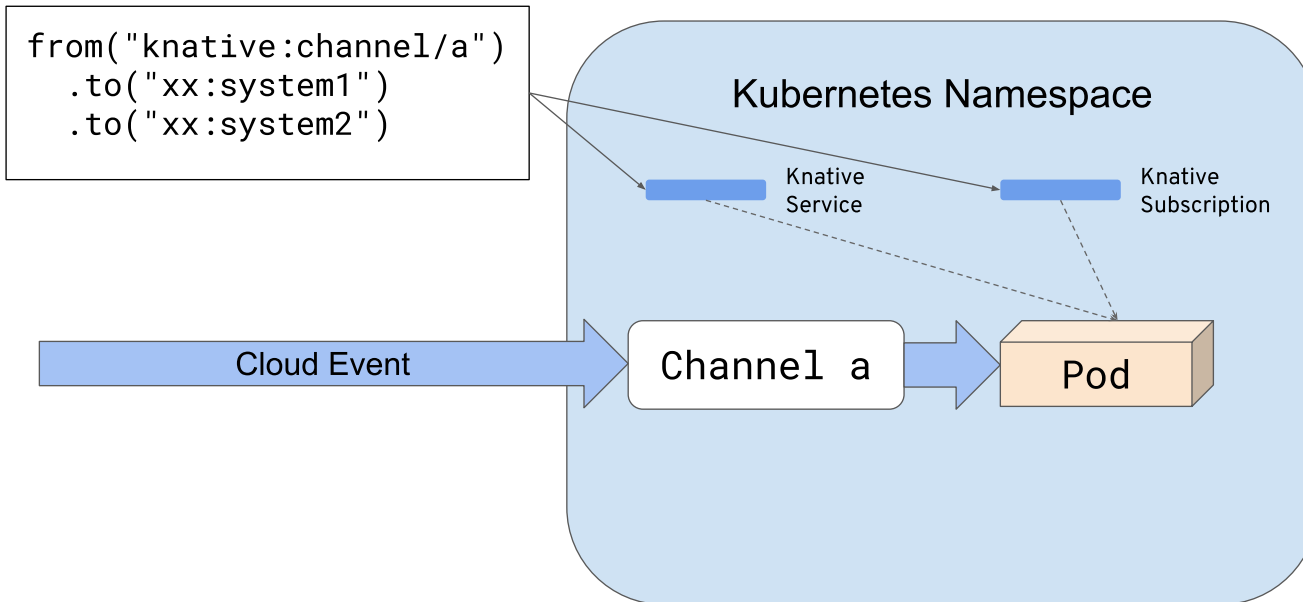 from("knative:channel/a")
.to("xx:system1")
.to("xx:system2")
Kubernetes Namespace
Knative
Service
Knative
Subscription
Cloud Event
Channel a
Pod